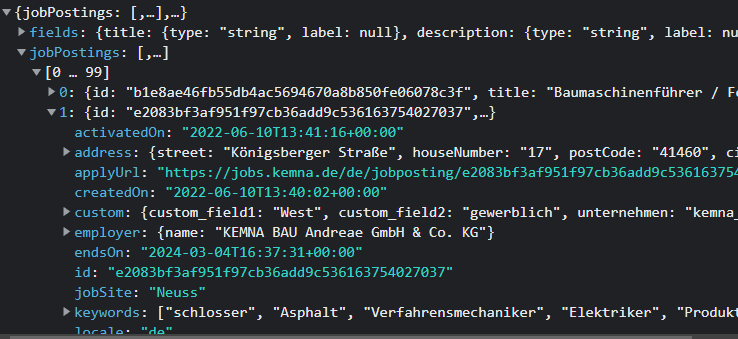 {jobPostings: [,…],…}
fields: {title: {type: "string", label: null}, description: {type: "string", label: nu
jobPostings: [,…]
[0 … 99]
0: {id: "b1e8ae46fb55db4ac5694670a8b850fe06078c3f", title: "Baumaschinenführer / Fe
1: {id: "e2083bf3af951f97cb36add9c536163754027037",…}
activatedOn: "2022-06-10T13:41:16+00:00"
address: {street: "Königsberger Straße", houseNumber: "17", postCode: "41460", ci
applyUrl: "https://jobs.kemna.de/de/jobposting/e2083bf3af951f97cb36add9c5361637540
createdOn: "2022-06-10T13:40:02+00:00"
custom: {custom_field1: "West", custom_field2: "gewerblich", unternehmen: "kemna_
employer: {name: "KEMNA BAU Andreae GmbH & Co. KG"}
endsOn: "2024-03-04T16:37:31+00:00"
id: "e2083bf3af951f97cb36add9c536163754027037"
jobSite: "Neuss"
keywords: ["schlosser", "Asphalt", "Verfahrensmechaniker", "Elektriker", "Produkt
locale: "de"